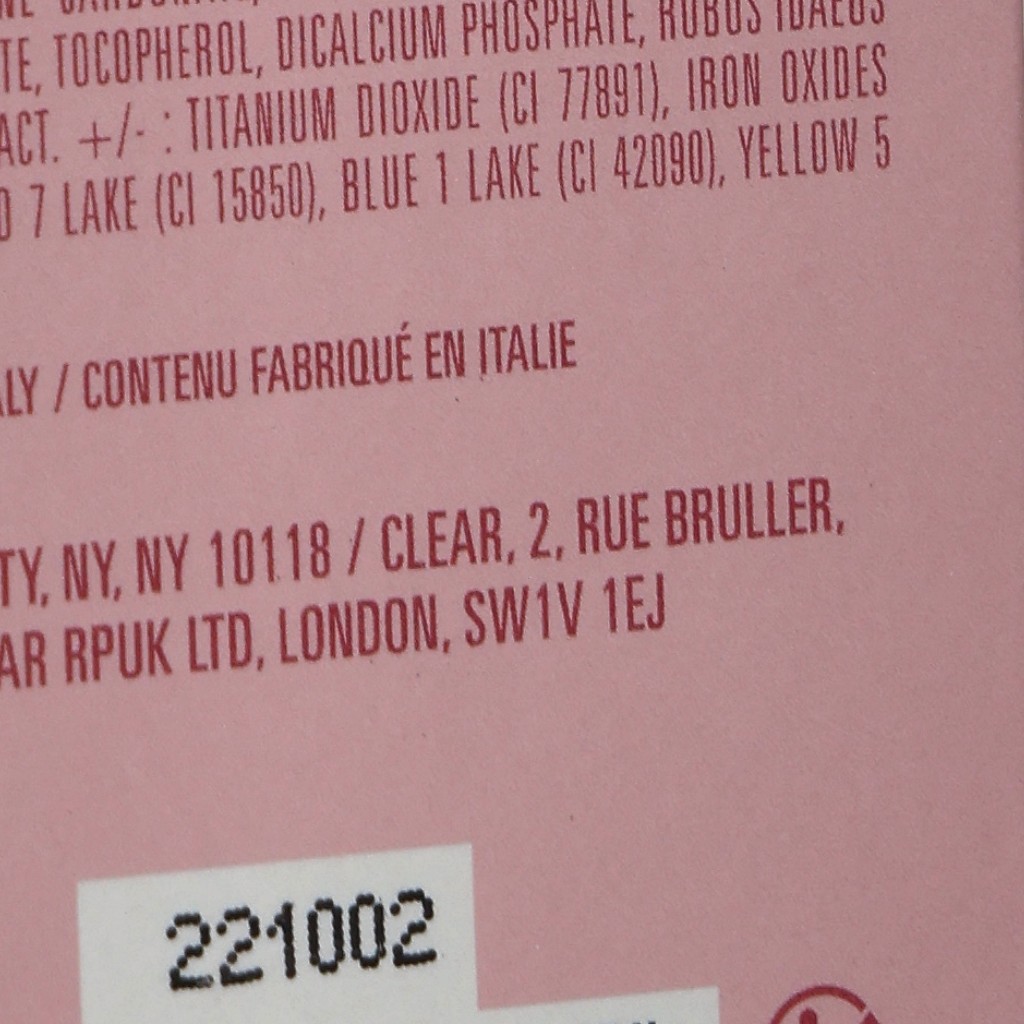 TE, TOCOPHEROL, DICALCIUM PHOSPHATE, RUBUS IDAEUS
ACT. +/- : TITANIUM DIOXIDE (CI 77891), IRON OXIDES
D 7 LAKE (CI 15850), BLUE 1 LAKE (CI 42090), YELLOW 5
ALY / CONTENU FABRIQUÉ EN ITALIE
TY, NY, NY 10118 / CLEAR, 2, RUE BRULLER,
AR RPUK LTD, LONDON, SW1V 1EJ
221002